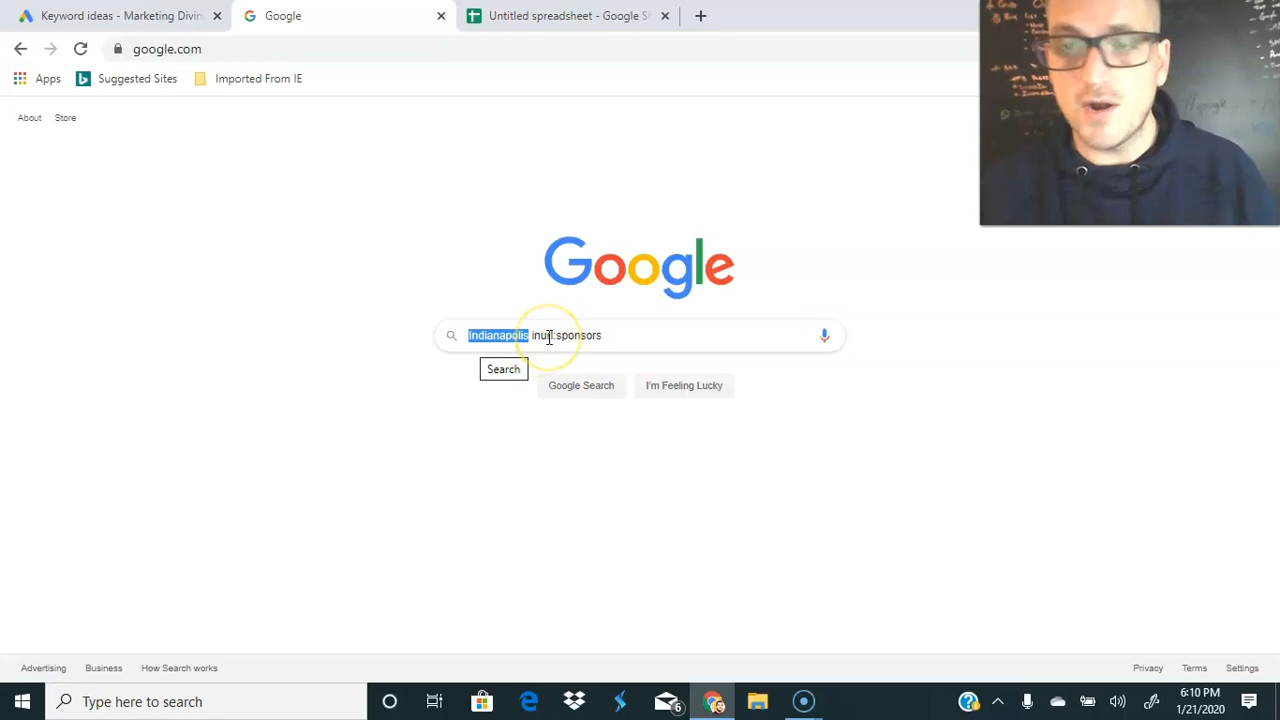 Keyword ideas - Marketing Divin
Google
Untitled spreadsheet - Google S
google.com
Apps
Suggested Sites
Imported From IE
About
Store
Google
Indianapolis inurl:sponsors
Search
Google Search
I'm Feeling Lucky
Advertising
Business
How Search works
Privacy
Terms
Settings
Type here to search
6
6:10 PM
1/21/2020